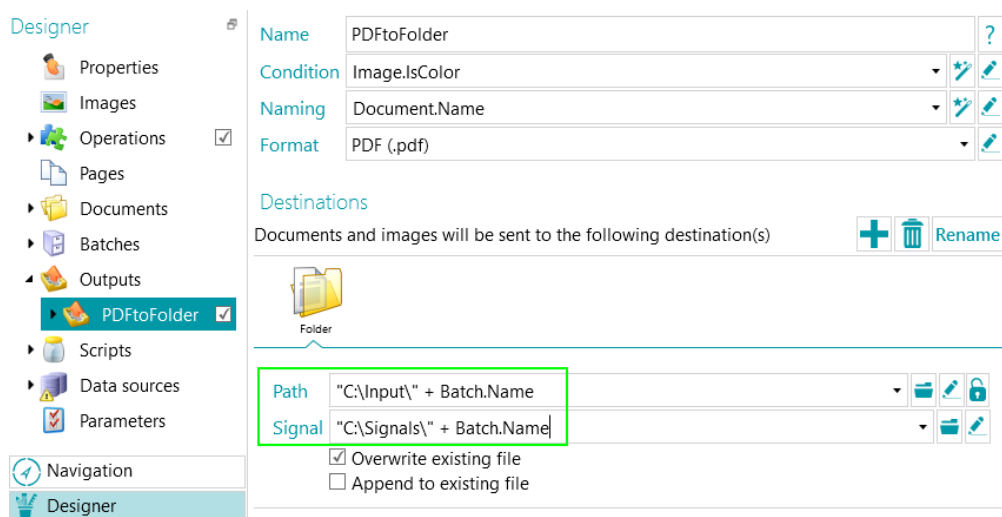 Designer
Properties
Images
Operations
Pages
Documents
Batches
Outputs
PDFtoFolder
Scripts
Data sources
Parameters
Navigation
Designer
Name PDFtoFolder ?
Condition Image.IsColor
Naming Document.Name
Format PDF (.pdf)
Destinations
Documents and images will be sent to the following destination(s)
Rename
Folder
Path "C:\Input\" + Batch.Name
Signal "C:\Signals\" + Batch.Name
Overwrite existing file
Append to existing file